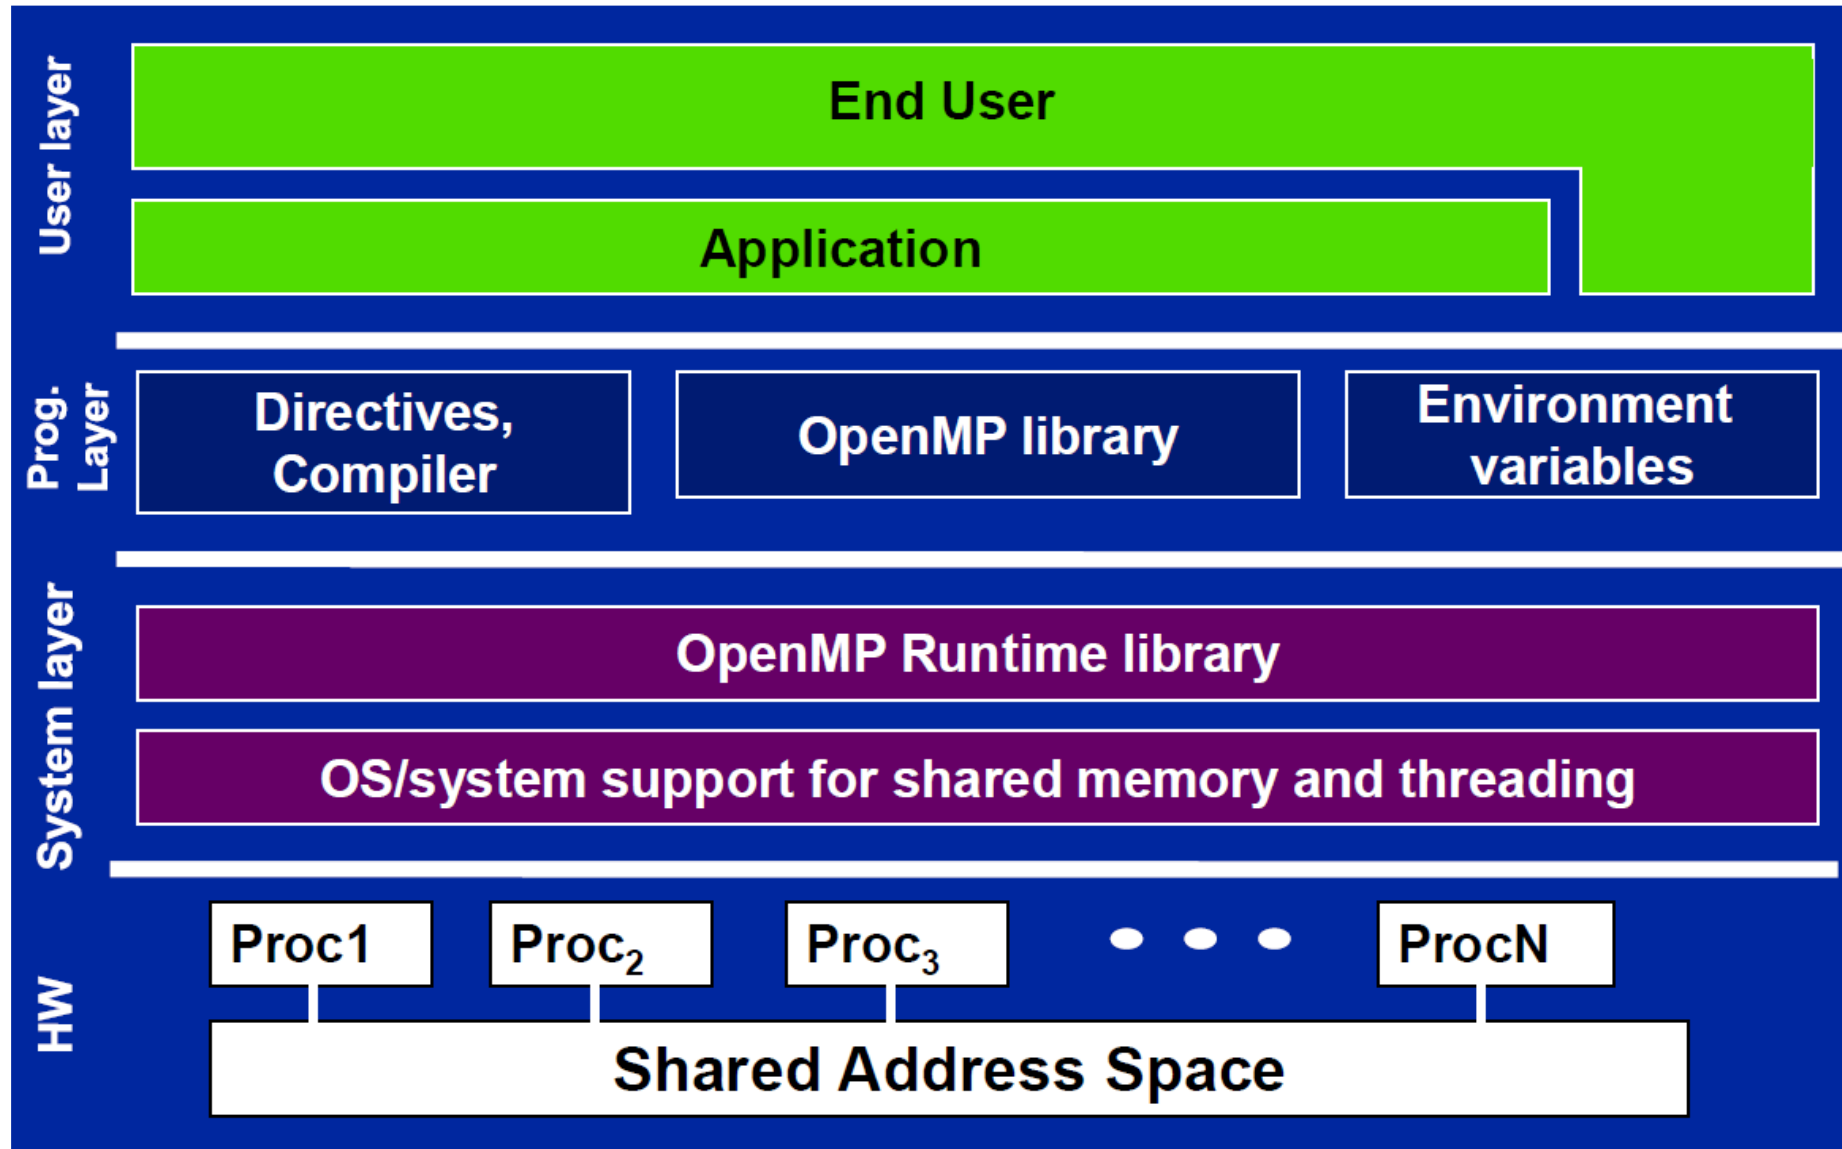 User layer
End User
Application
Prog.
Layer
Directives,
Compiler
OpenMP library
Environment
variables
System layer
OpenMP Runtime library
OS/system support for shared memory and threading
HW
Proc1
Proc₂
Proc₃
ProcN
Shared Address Space